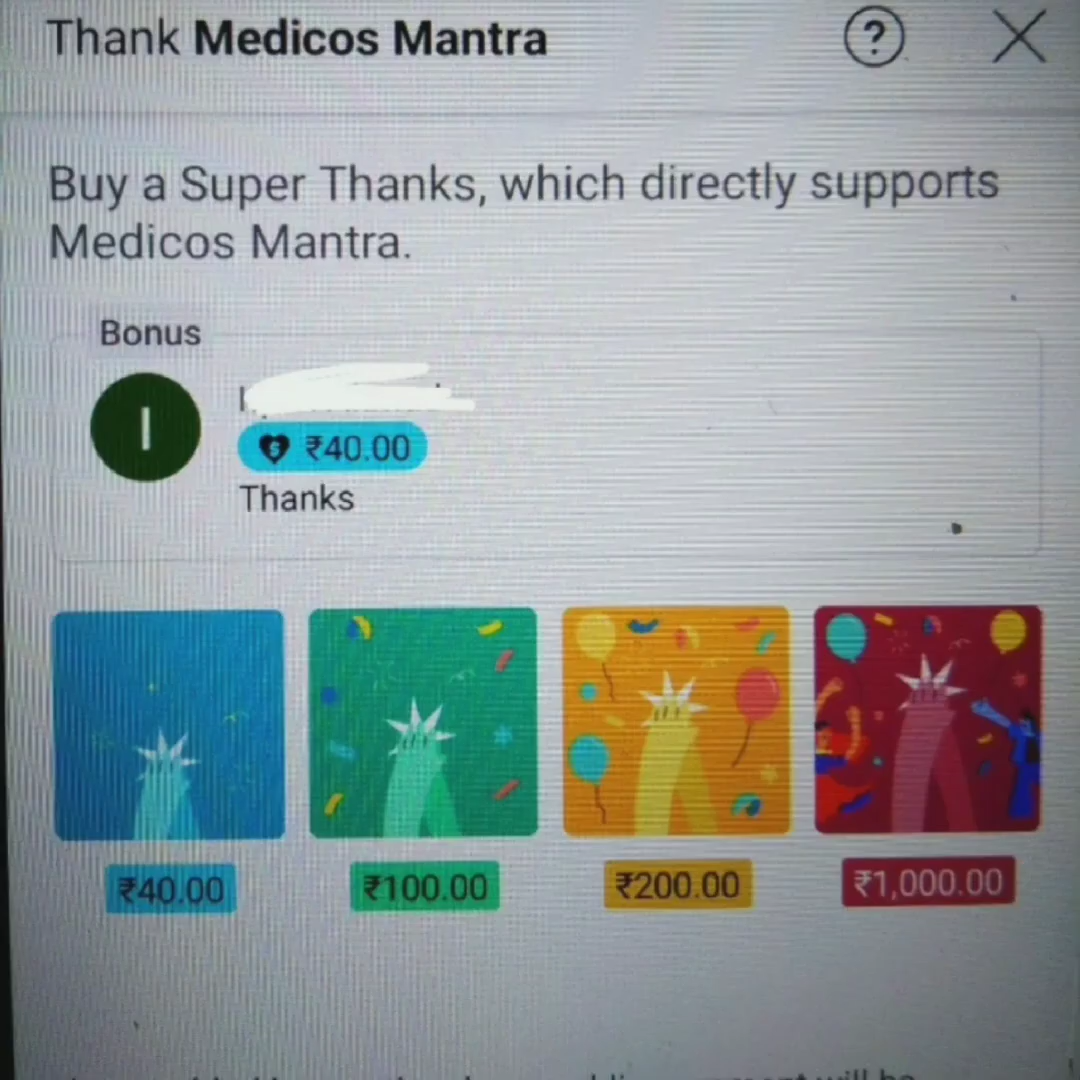 Thank Medicos Mantra
?
Buy a Super Thanks, which directly supports
Medicos Mantra.
Bonus
I
₹40.00
Thanks
₹40.00
₹100.00
₹200.00
₹1,000.00